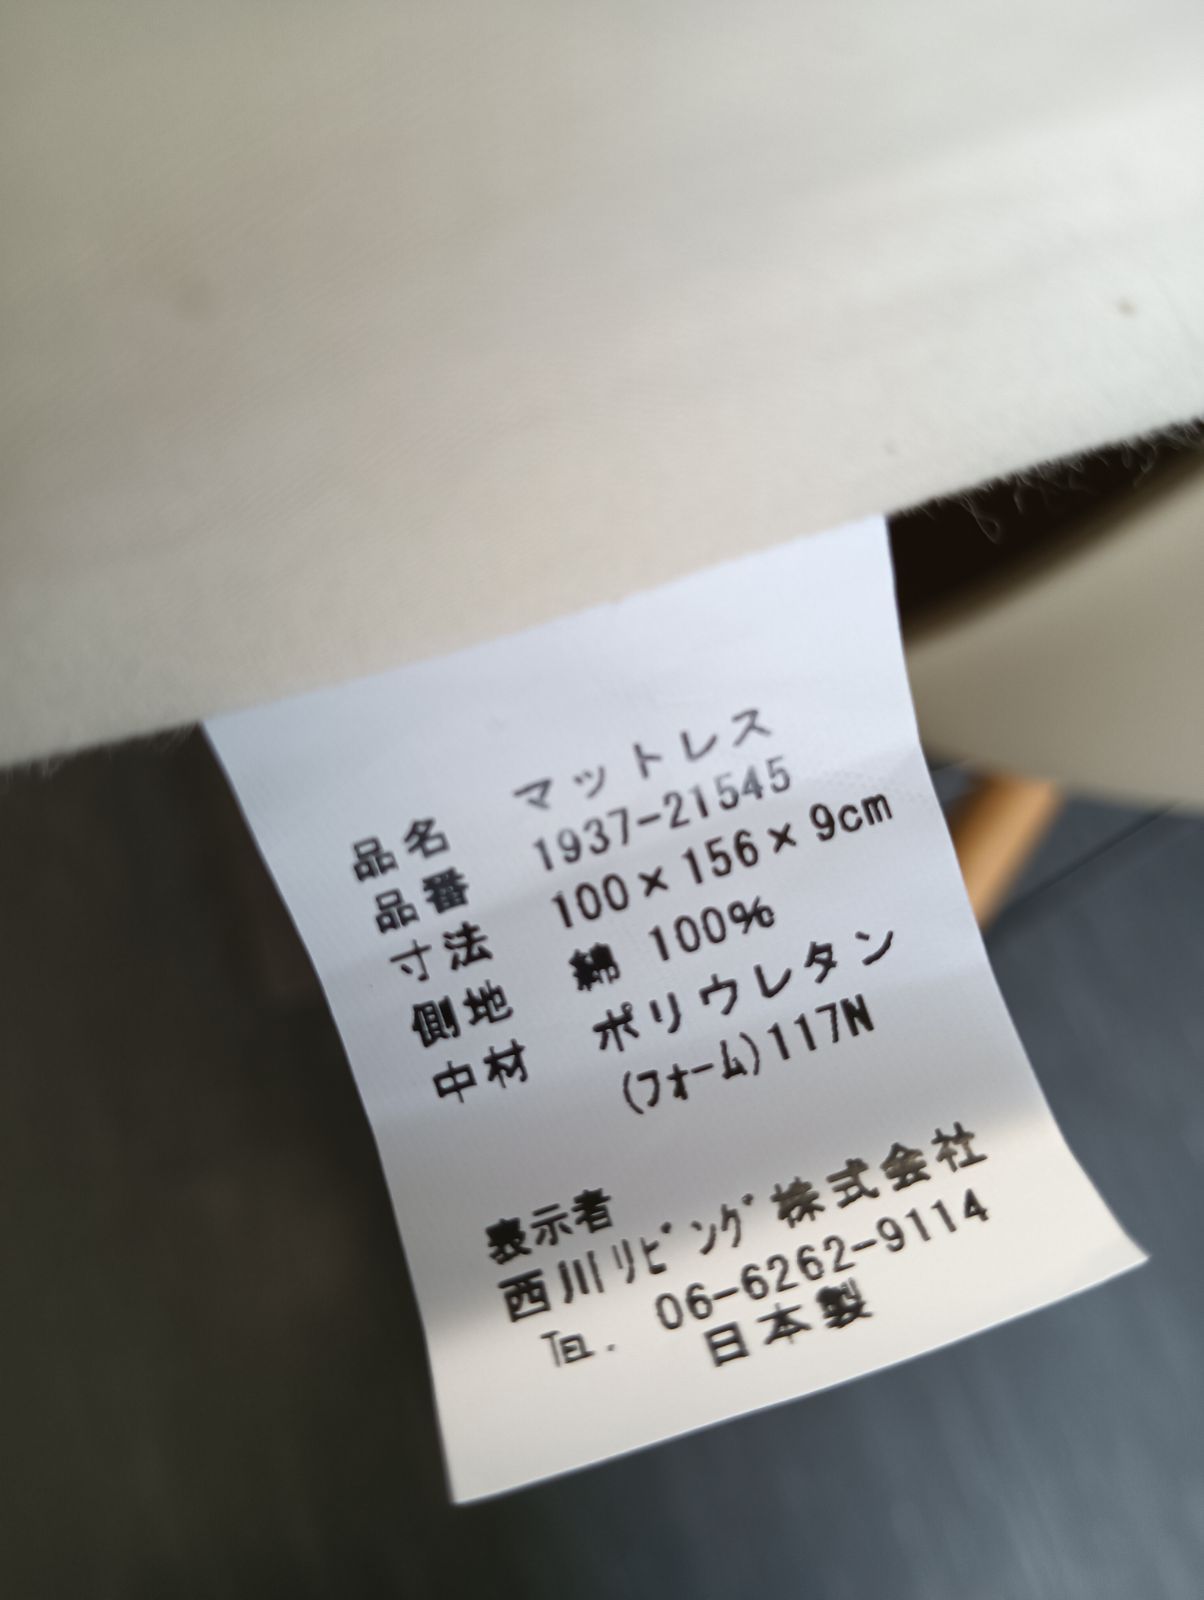 品名 マットレス
品番 1937-21545
寸法 100×156×9cm
側地 綿 100%
中材 ポリウレタン
(フォーム)117N
表示者
西川リビング株式会社
TEL. 06-6262-9114
日本製